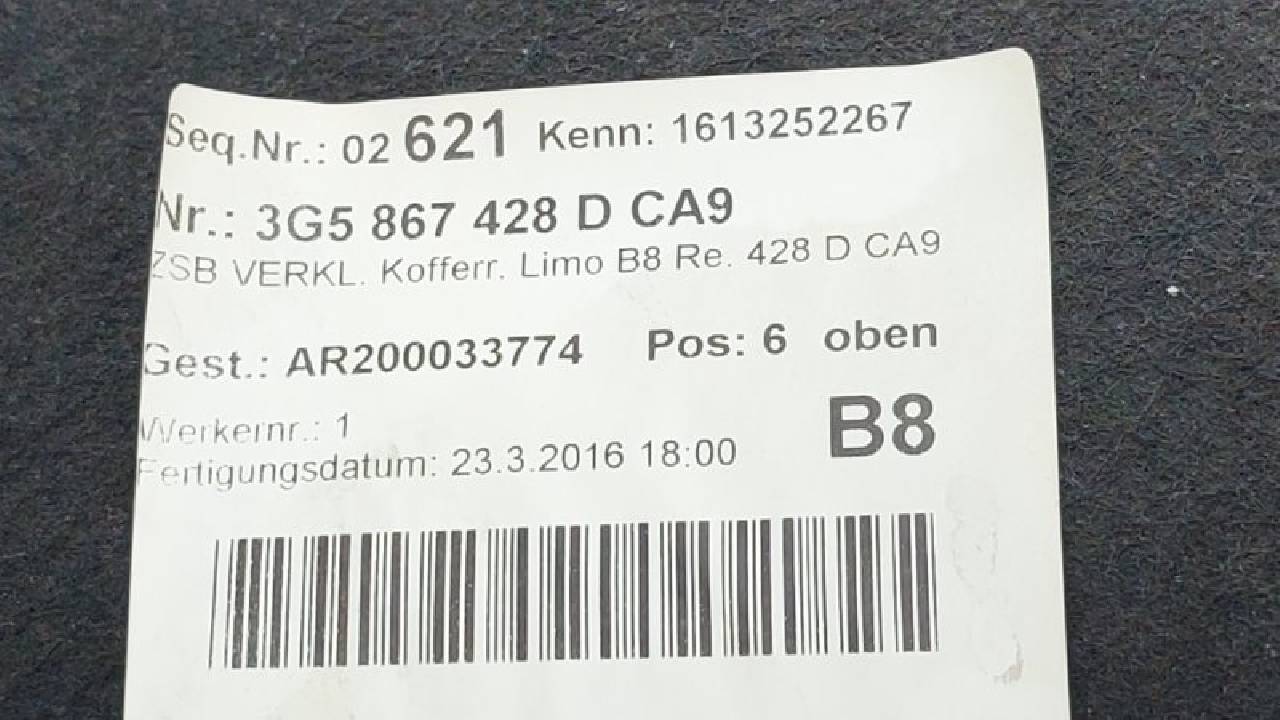 Seq.Nr.: 02 621 Kenn: 1613252267
Nr.: 3G5 867 428 D CA9
ZSB VERKL. Kofferr. Limo B8 Re. 428 D CA9
Gest.: AR200033774 Pos: 6 oben
Werkernr.: 1
B8
Fertigungsdatum: 23.3.2016 18:00